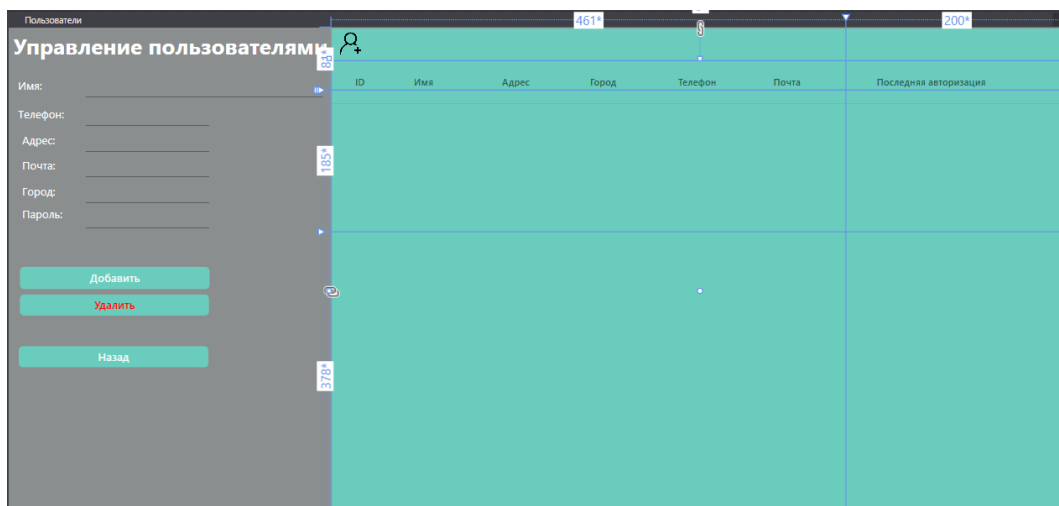 Пользователи
461*
200*
Управление пользователями
81*
ID Имя Адрес Город Телефон Почта Последняя авторизация
Имя:
Телефон:
Адрес:
Почта:
185*
Город:
Пароль:
Добавить
Удалить
Назад
378*